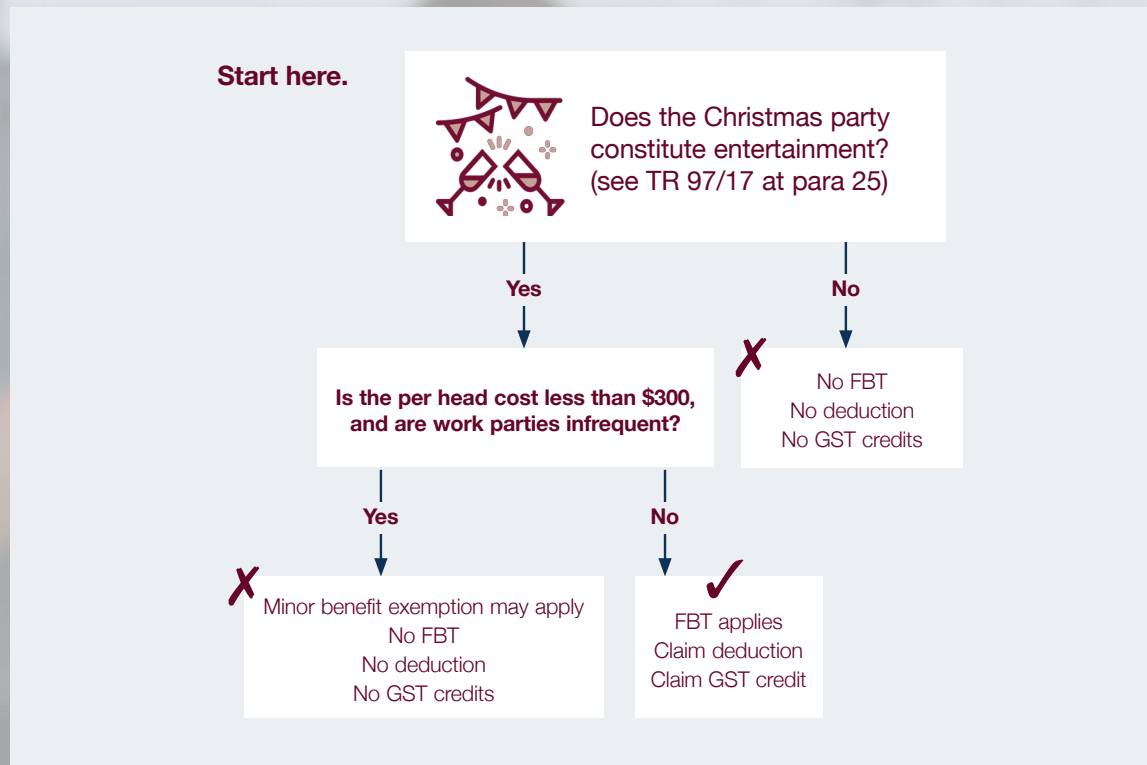 Start here.
Does the Christmas party
constitute entertainment?
(see TR 97/17 at para 25)
Yes
No
Is the per head cost less than $300,
and are work parties infrequent?
No FBT
No deduction
No GST credits
Yes
No
Minor benefit exemption may apply
No FBT
No deduction
No GST credits
FBT applies
Claim deduction
Claim GST credit